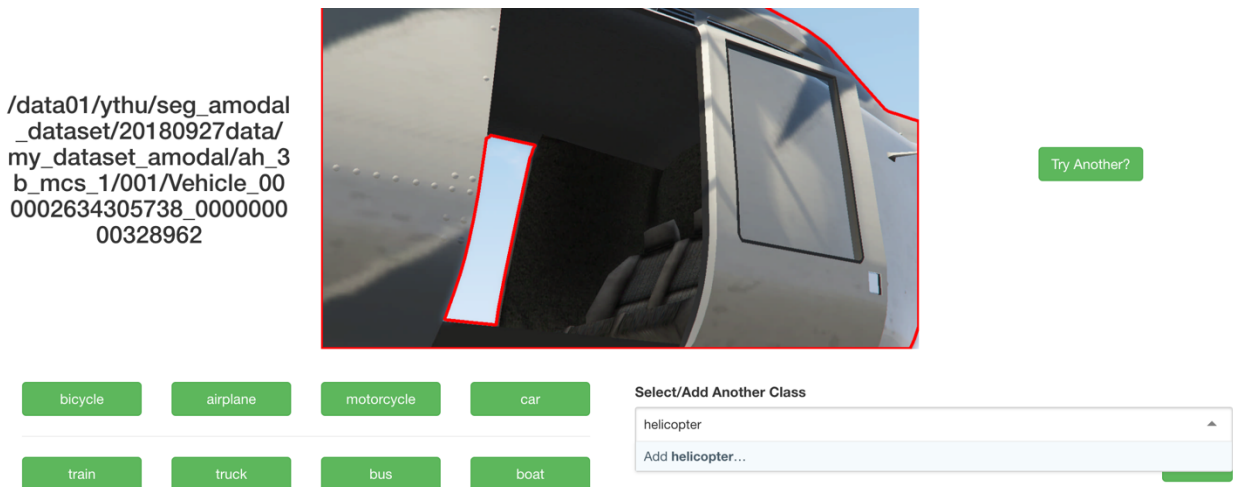 /data01/ythu/seg_amodal
_dataset/20180927data/
my_dataset_amodal/ah_3
b_mcs_1/001/Vehicle_00
0002634305738_0000000
00328962
Try Another?
bicycle airplane motorcycle car
train truck bus boat
Select/Add Another Class
helicopter
Add helicopter...